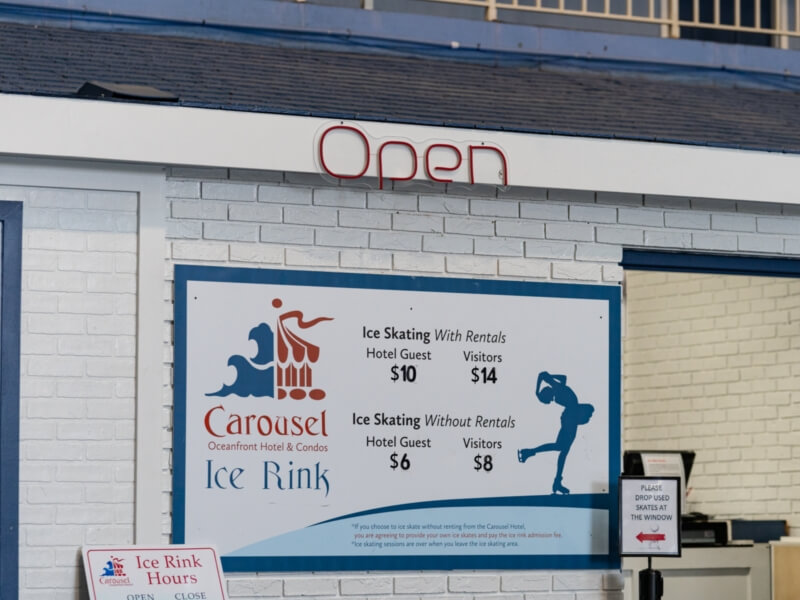 Open
Ice Skating With Rentals
Hotel Guest Visitors
$10 $14
Ice Skating Without Rentals
Hotel Guest Visitors
$6 $8
Carousel
Oceanfront Hotel & Condos
Ice Rink
*If you choose to ice skate without renting from the Carousel Hotel,
you are agreeing to provide your own ice skates and pay the ice rink admission fee.
*Ice skating sessions are over when you leave the ice skating area.
PLEASE
DROP USED
SKATES AT
THE WINDOW
Carousel
Ice Rink
Hours
OPEN CLOSE